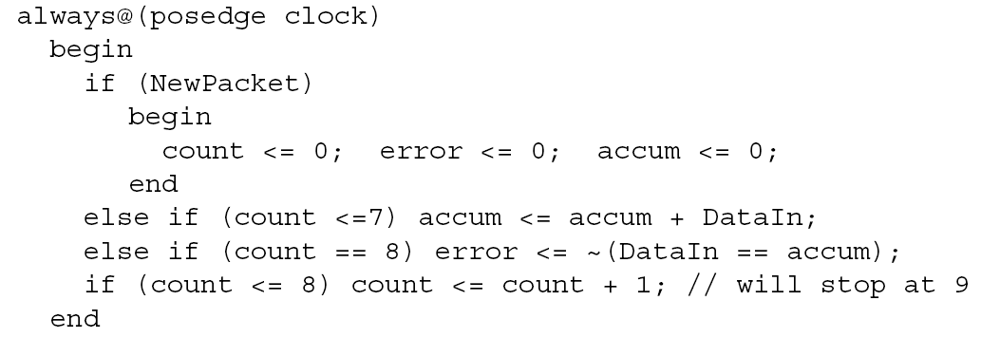 always@(posedge clock)
  begin
    if (NewPacket)
       begin
         count <= 0;  error <= 0;  accum <= 0;
       end
    else if (count <=7) accum <= accum + DataIn;
    else if (count == 8) error <= ~(DataIn == accum);
    if (count <= 8) count <= count + 1; // will stop at 9
  end